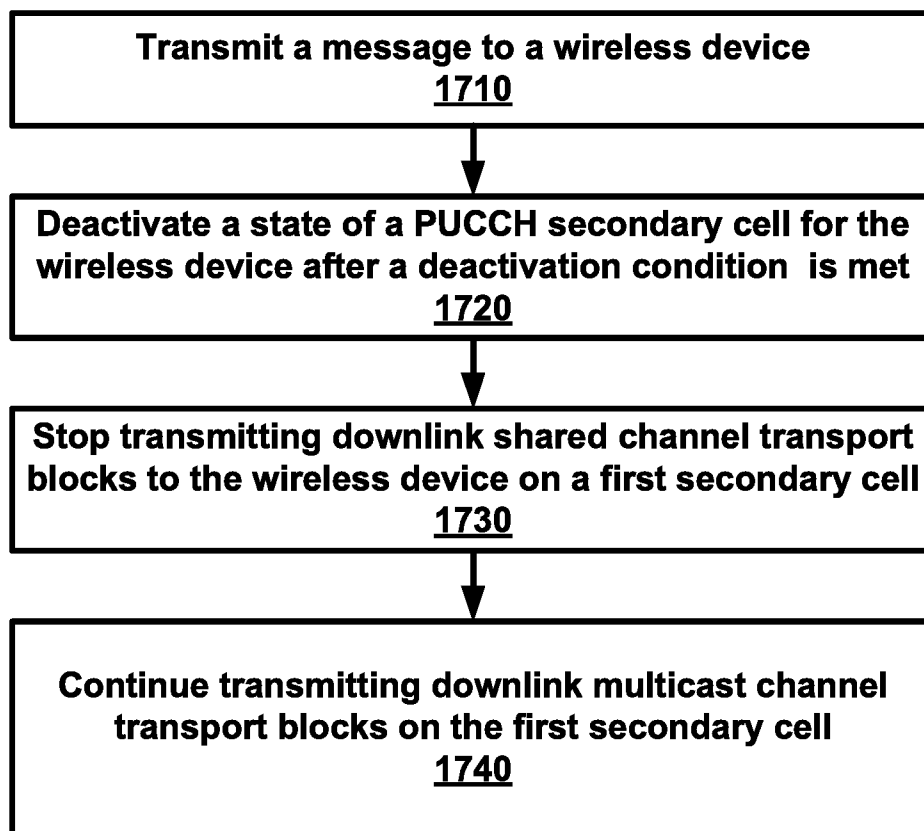 Transmit a message to a wireless device
1710
Deactivate a state of a PUCCH secondary cell for the
wireless device after a deactivation condition  is met
1720
Stop transmitting downlink shared channel transport
blocks to the wireless device on a first secondary cell
1730
Continue transmitting downlink multicast channel
transport blocks on the first secondary cell
1740